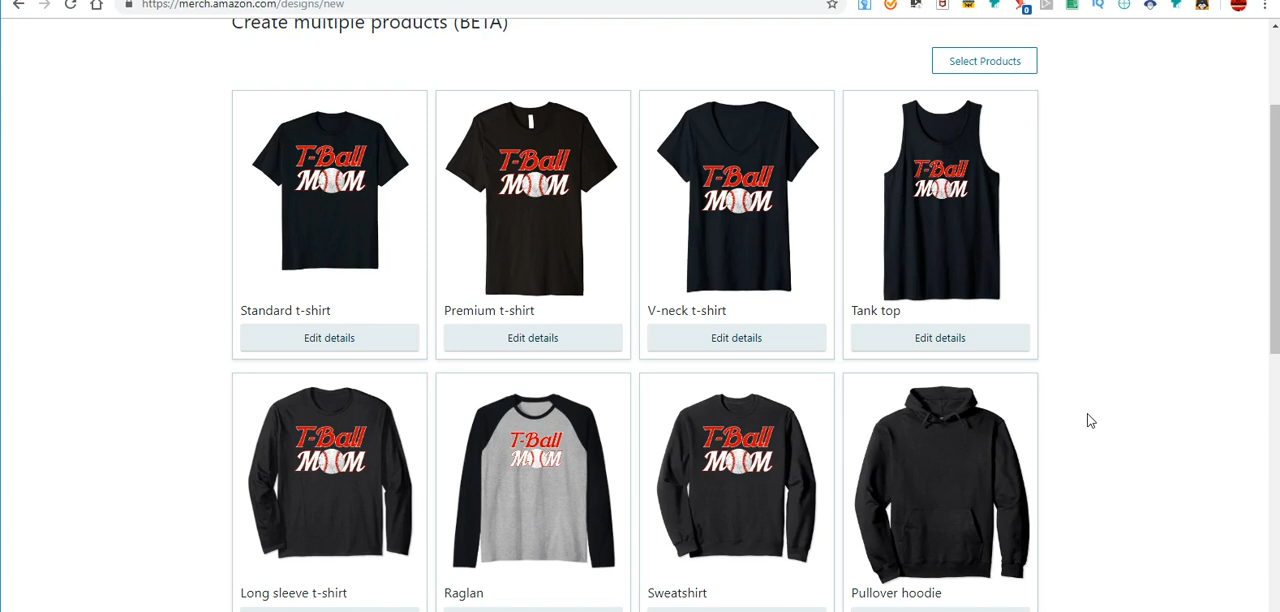 https://merch.amazon.com/designs/new
IQ
0
Create multiple products (BETA)
Select Products
T-Ball
MOM
T-Ball
MOM
T-Ball
MOM
T-Ball
MOM
Standard t-shirt
Premium t-shirt
V-neck t-shirt
Tank top
Edit details
Edit details
Edit details
Edit details
T-Ball
MOM
T-Ball
MOM
T-Ball
MOM
Long sleeve t-shirt
Raglan
Sweatshirt
Pullover hoodie